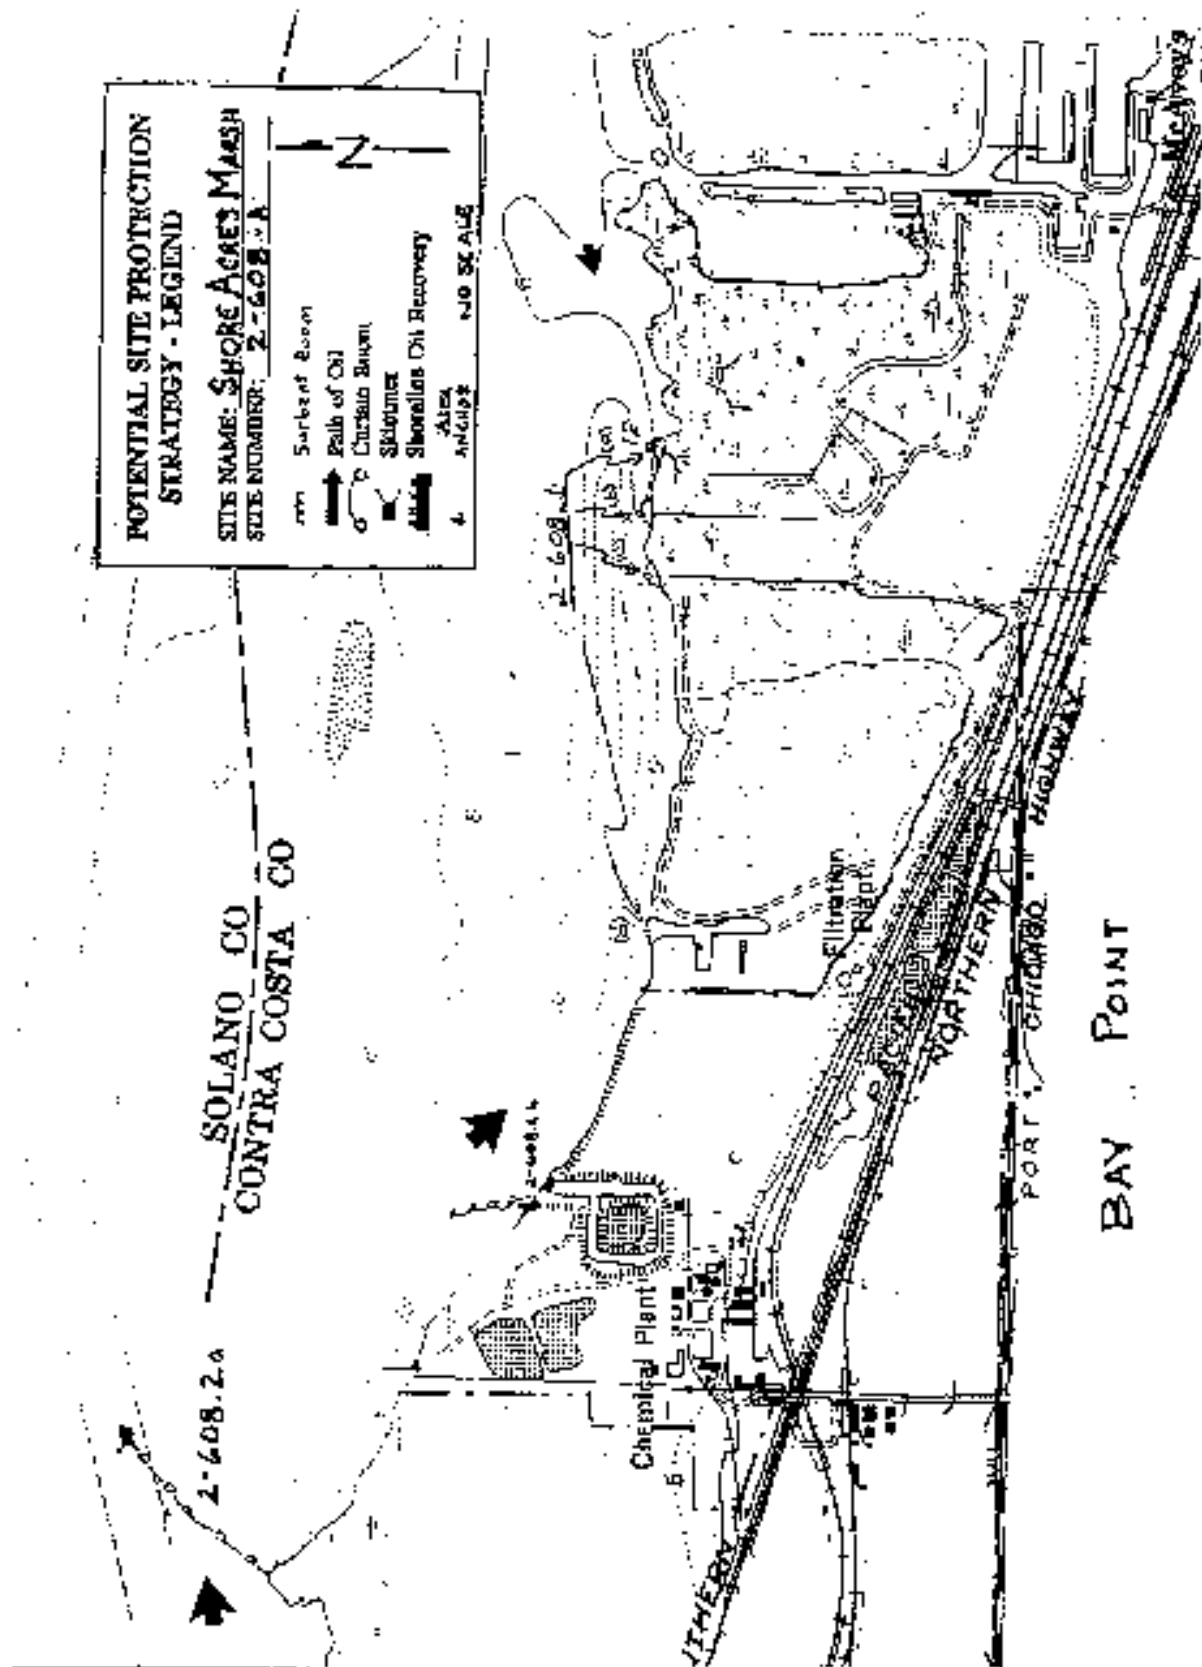 POTENTIAL SITE PROTECTION
STRATEGY - LEGEND
SITE NAME: SHORE ACRES MARSH
SITE NUMBER: 2-608-A
Path of Oil
Curtain Boom
Skimmer
Shoreline Oil Recovery
Area
ANCHOR
NO SCALE
N
SOLANO CO
CONTRA COSTA CO
2-608.2a
2-608
Chemical Plant
Filtration
Plant
NORTHERN
PORT CHICAGO HIGHWAY
BAY POINT
McAvoy's